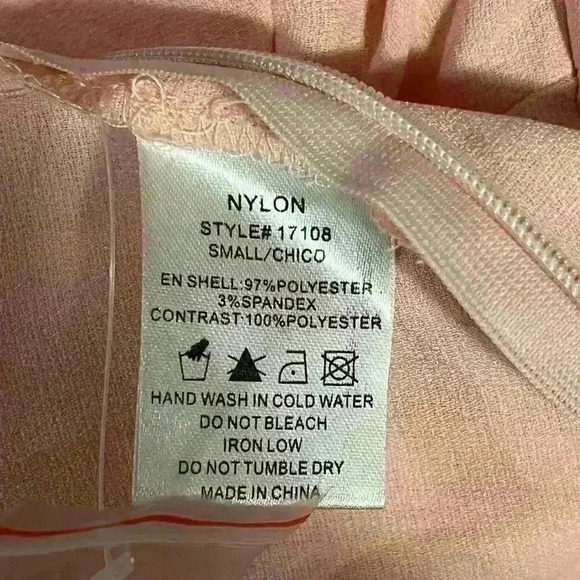 NYLON
STYLE# 17108
SMALL/CHICO
EN SHELL:97%POLYESTER
3%SPANDEX
CONTRAST:100%POLYESTER
HAND WASH IN COLD WATER
DO NOT BLEACH
IRON LOW
DO NOT TUMBLE DRY
MADE IN CHINA